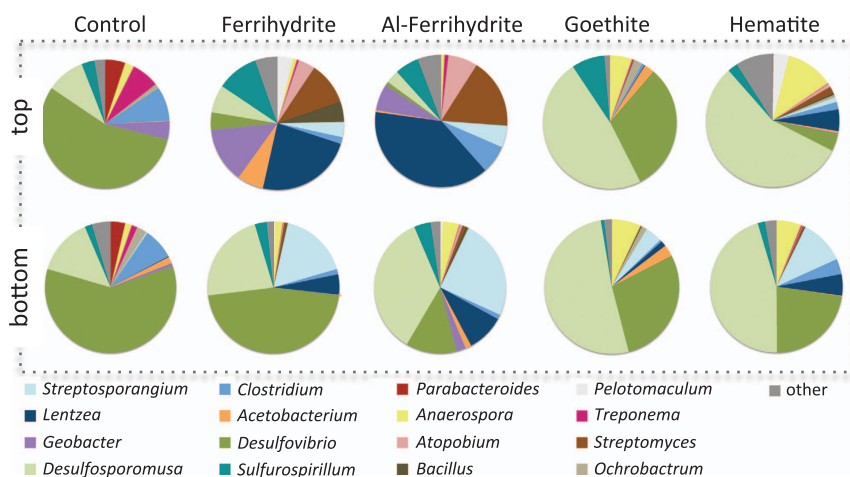 Control Ferrihydrite Al-Ferrihydrite Goethite Hematite
top
bottom
Streptosporangium Clostridium Parabacteroides Pelotomaculum other
Lentzea Acetobacterium Anaerospora Treponema
Geobacter Desulfovibrio Atopobium Streptomyces
Desulfosporomusa Sulfurospirillum Bacillus Ochrobactrum